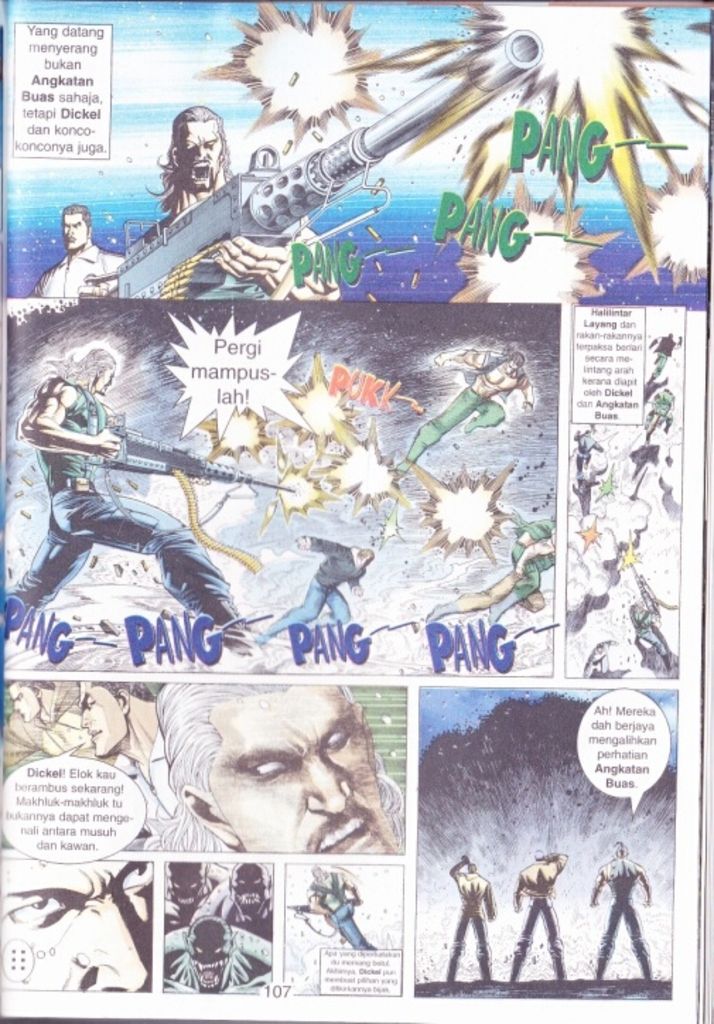 Yang datang
menyerang
bukan
Angkatan
Buas sahaja,
tetapi Dickel
dan konco-
konconya juga.
PANG
PANG
PANG
Pergi
mampus-
lah!
PUKK
PANG
PANG
PANG
PANG
Halilintar
Layang dan
rakan-rakannya
terpaksa berlari
secara me-
lintang arah
kerana diapit
oleh Dickel
dan Angkatan
Buas.
Dickel! Elok kau
berambus sekarang!
Makhluk-makhluk tu
bukannya dapat menge-
nali antara musuh
dan kawan.
Ah! Mereka
dah berjaya
mengalihkan
perhatian
Angkatan
Buas.
Apa yang diperkatakan
itu memang betul.
Akhirnya, Dickel pun
membuat pilihan yang
bijak.
107